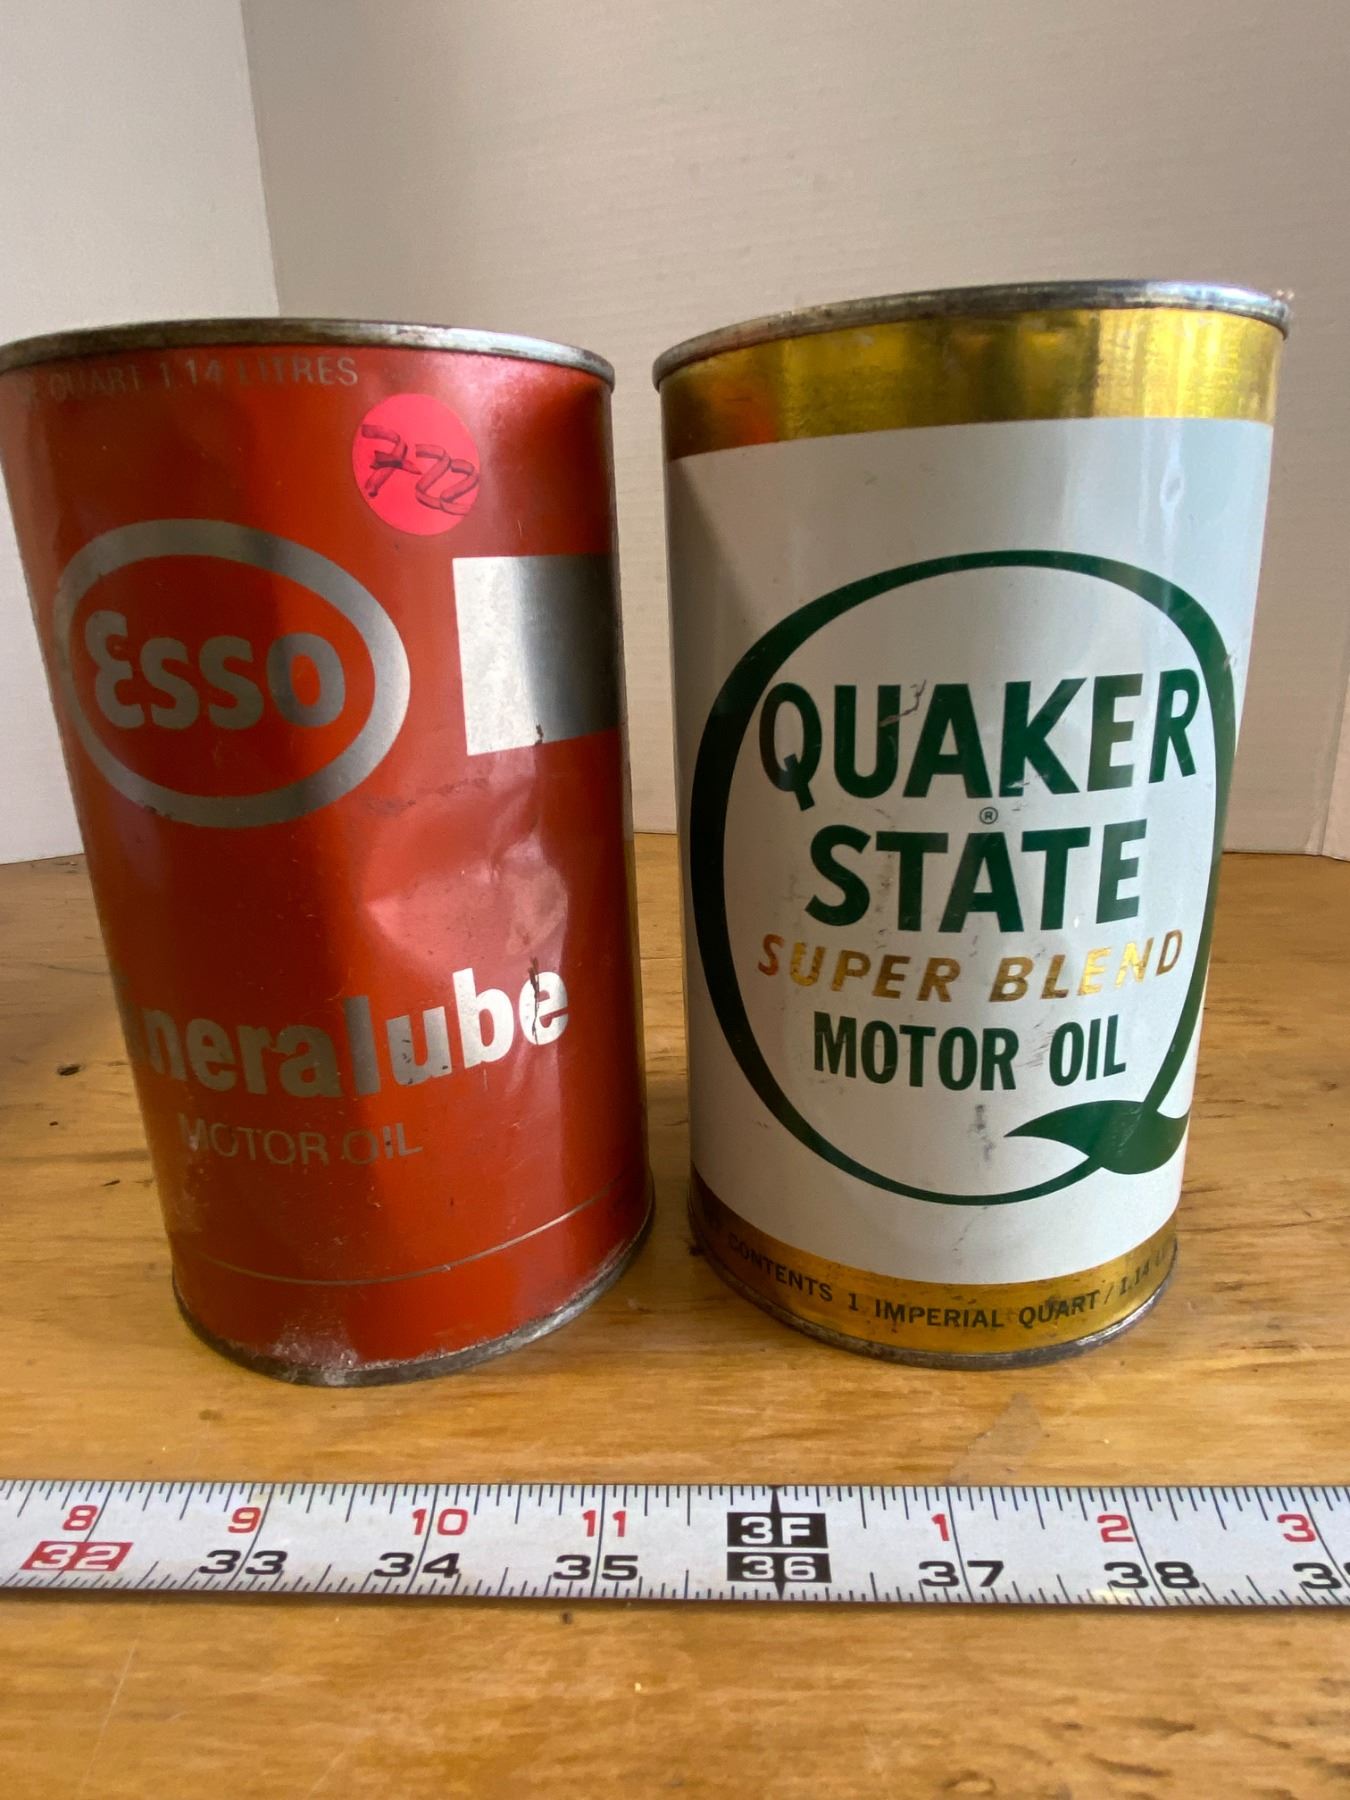 QUART 1.14 LITRES
722
Esso
neralube
MOTOR OIL
QUAKER
®
STATE
SUPER BLEND
MOTOR OIL
CONTENTS 1 IMPERIAL QUART / 1.14
8 9 10 11 3F 1 2 3
32 33 34 35 36 37 38